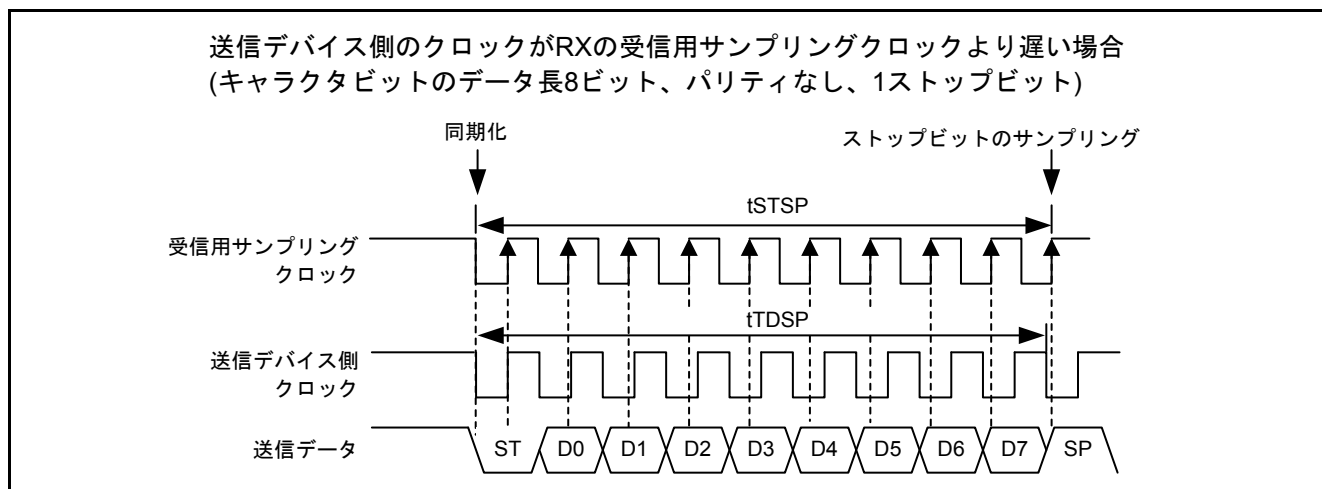 送信デバイス側のクロックがRXの受信用サンプリングクロックより遅い場合
(キャラクタビットのデータ長8ビット、パリティなし、1ストップビット)
同期化
ストップビットのサンプリング
tSTSP
受信用サンプリング
クロック
tTDSP
送信デバイス側
クロック
送信データ
ST D0 D1 D2 D3 D4 D5 D6 D7 SP